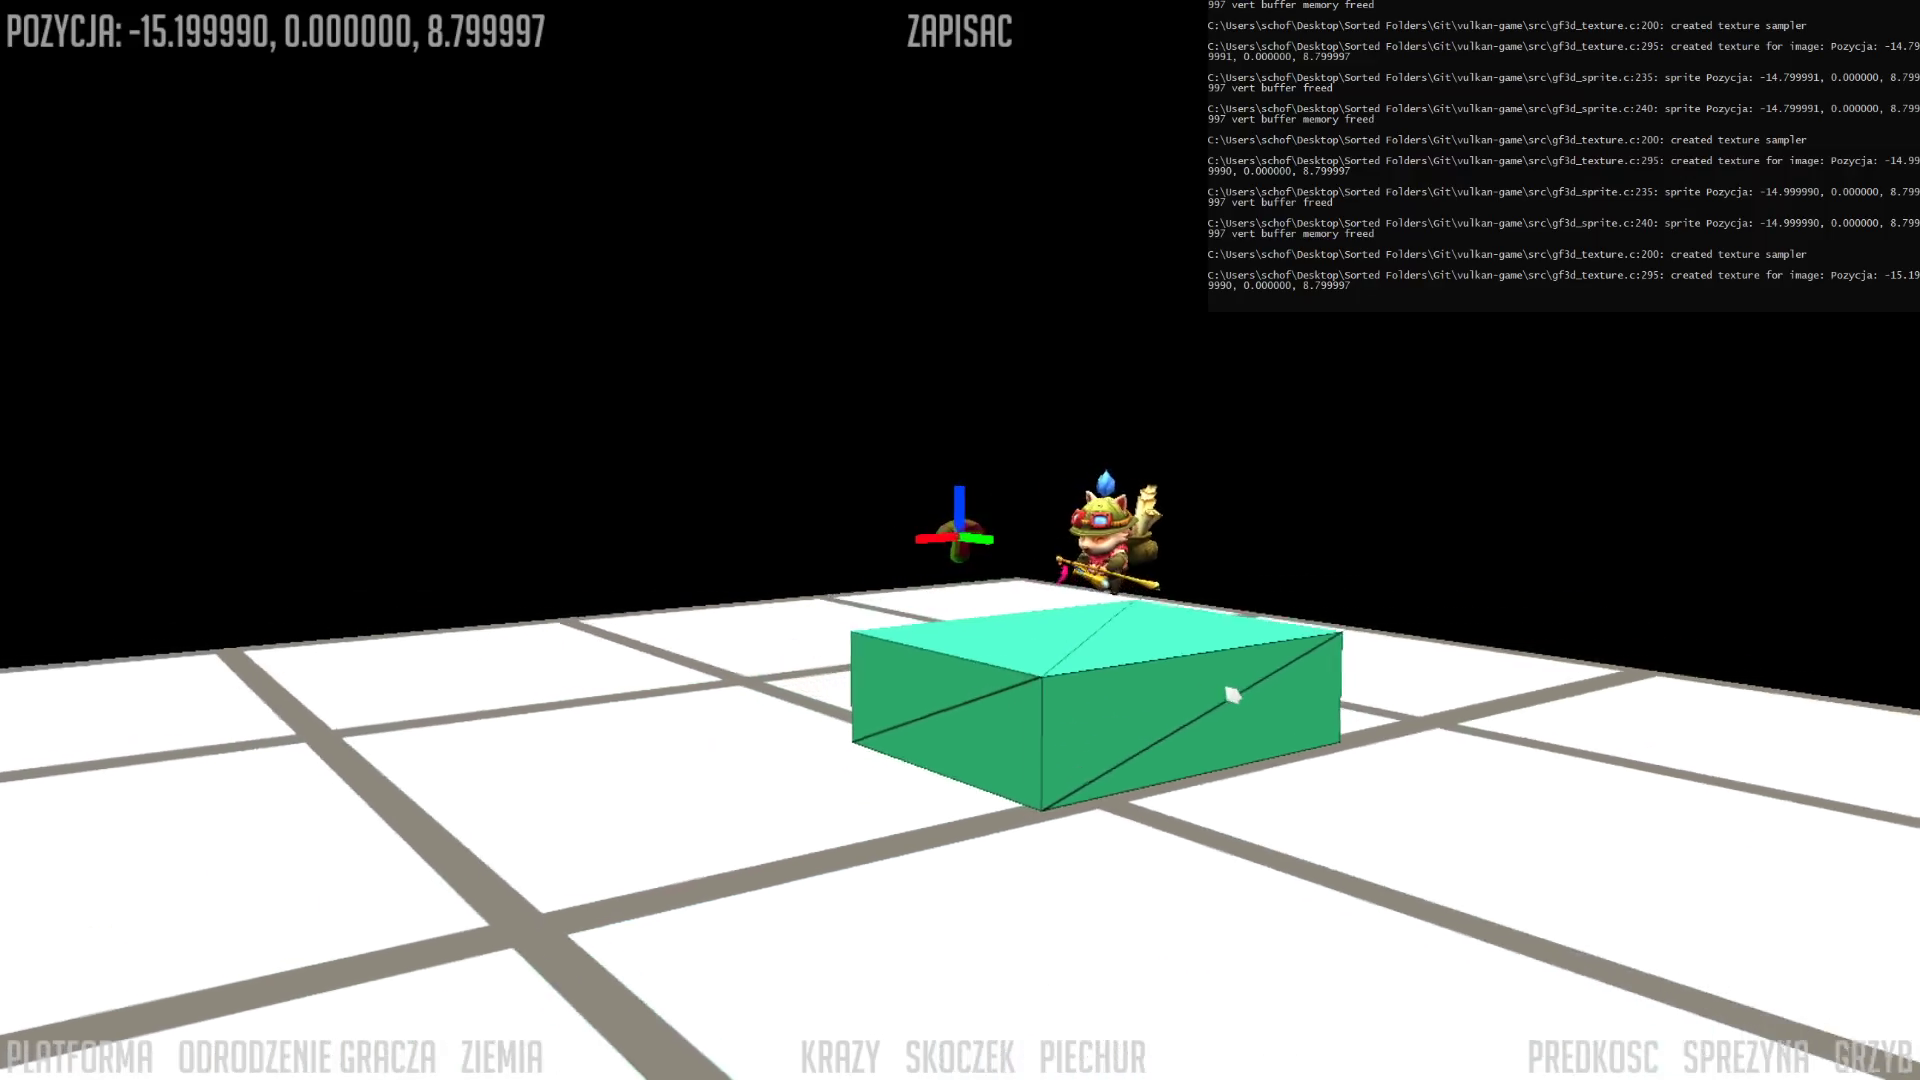 POZYCJA: -15.199990, 0.000000, 8.799997
ZAPISAC
997 vert buffer memory freed
C:\Users\schof\Desktop\Sorted Folders\Git\vulkan-game\src\gf3d_texture.c:200: created texture sampler
C:\Users\schof\Desktop\Sorted Folders\Git\vulkan-game\src\gf3d_texture.c:295: created texture for image: Pozycja: -14.79
9991, 0.000000, 8.799997
C:\Users\schof\Desktop\Sorted Folders\Git\vulkan-game\src\gf3d_sprite.c:235: sprite Pozycja: -14.799991, 0.000000, 8.799
997 vert buffer freed
C:\Users\schof\Desktop\Sorted Folders\Git\vulkan-game\src\gf3d_sprite.c:240: sprite Pozycja: -14.799991, 0.000000, 8.799
997 vert buffer memory freed
C:\Users\schof\Desktop\Sorted Folders\Git\vulkan-game\src\gf3d_texture.c:200: created texture sampler
C:\Users\schof\Desktop\Sorted Folders\Git\vulkan-game\src\gf3d_texture.c:295: created texture for image: Pozycja: -14.99
9990, 0.000000, 8.799997
C:\Users\schof\Desktop\Sorted Folders\Git\vulkan-game\src\gf3d_sprite.c:235: sprite Pozycja: -14.999990, 0.000000, 8.799
997 vert buffer freed
C:\Users\schof\Desktop\Sorted Folders\Git\vulkan-game\src\gf3d_sprite.c:240: sprite Pozycja: -14.999990, 0.000000, 8.799
997 vert buffer memory freed
C:\Users\schof\Desktop\Sorted Folders\Git\vulkan-game\src\gf3d_texture.c:200: created texture sampler
C:\Users\schof\Desktop\Sorted Folders\Git\vulkan-game\src\gf3d_texture.c:295: created texture for image: Pozycja: -15.19
9990, 0.000000, 8.799997
PLATFORMA ODRODZENIE GRACZA ZIEMIA
KRAZY SKOCZEK PIECHUR
PREDKOSC SPREZYNA GRZYB